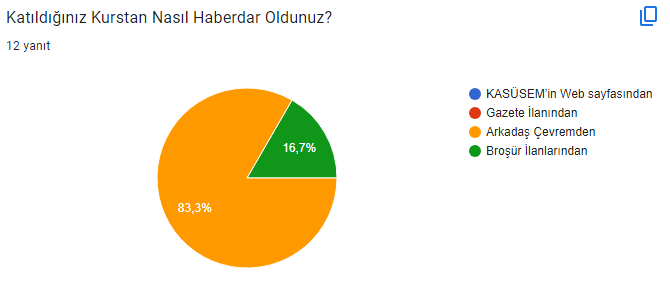 Katıldığınız Kurstan Nasıl Haberdar Oldunuz?
12 yanıt
KASÜSEM'in Web sayfasından
Gazete İlanından
Arkadaş Çevremden
Broşür İlanlarından
16,7%
83,3%